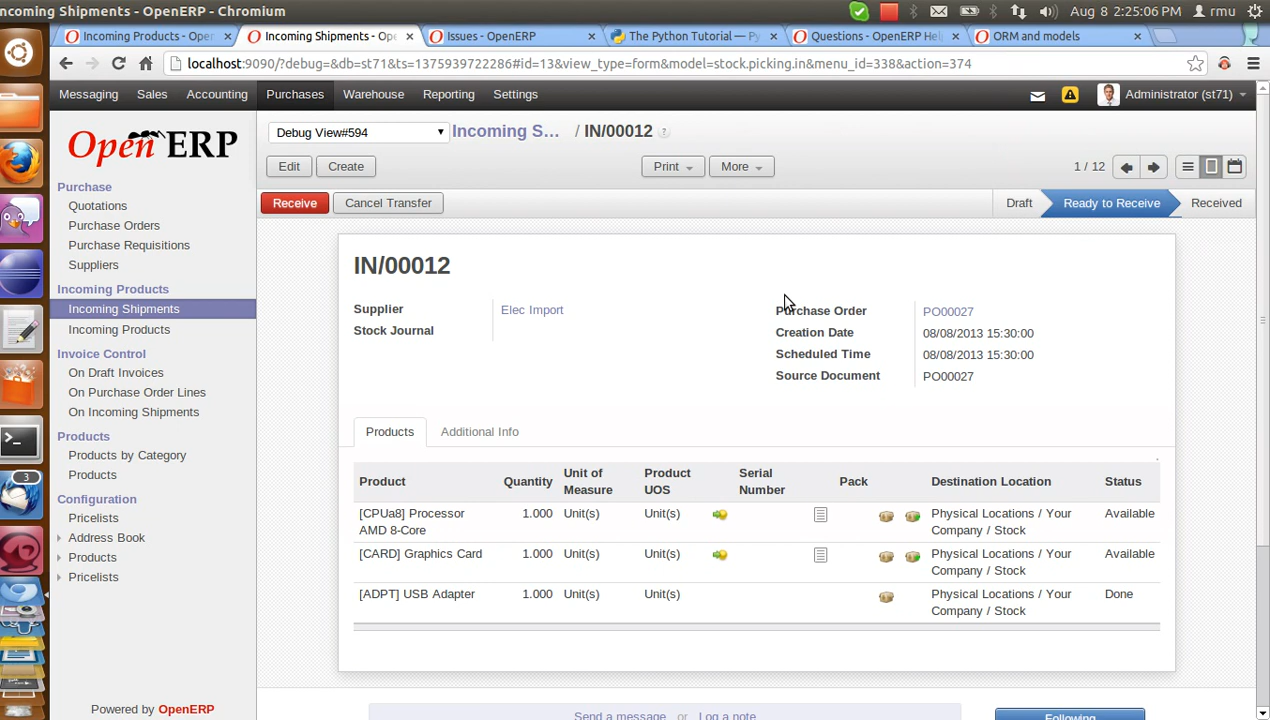 ncoming Shipments - OpenERP - Chromium
Aug 8 2:25:06 PM
rmu
Incoming Products - Open
Incoming Shipments - Op
Issues - OpenERP
The Python Tutorial — Py
Questions - OpenERP Hel
ORM and models
localhost:9090/?debug=&db=st71&ts=1375939722286#id=13&view_type=form&model=stock.picking.in&menu_id=338&action=374
Messaging Sales Accounting Purchases Warehouse Reporting Settings
Administrator (st71)
OpenERP
Debug View#594
Incoming S... / IN/00012 ?
Edit Create Print More 1 / 12
Receive Cancel Transfer Draft Ready to Receive Received
Purchase
Quotations
Purchase Orders
Purchase Requisitions
Suppliers
Incoming Products
Incoming Shipments
Incoming Products
Invoice Control
On Draft Invoices
On Purchase Order Lines
On Incoming Shipments
Products
Products by Category
Products
Configuration
Pricelists
Address Book
Products
Pricelists
Powered by OpenERP
3
IN/00012
Supplier Elec Import
Stock Journal
Purchase Order PO00027
Creation Date 08/08/2013 15:30:00
Scheduled Time 08/08/2013 15:30:00
Source Document PO00027
Products Additional Info
Product Quantity Unit of Measure Product UOS Serial Number Pack Destination Location Status
[CPUa8] Processor AMD 8-Core 1.000 Unit(s) Unit(s) Physical Locations / Your Company / Stock Available
[CARD] Graphics Card 1.000 Unit(s) Unit(s) Physical Locations / Your Company / Stock Available
[ADPT] USB Adapter 1.000 Unit(s) Unit(s) Physical Locations / Your Company / Stock Done
Send a message or Log a note
Following